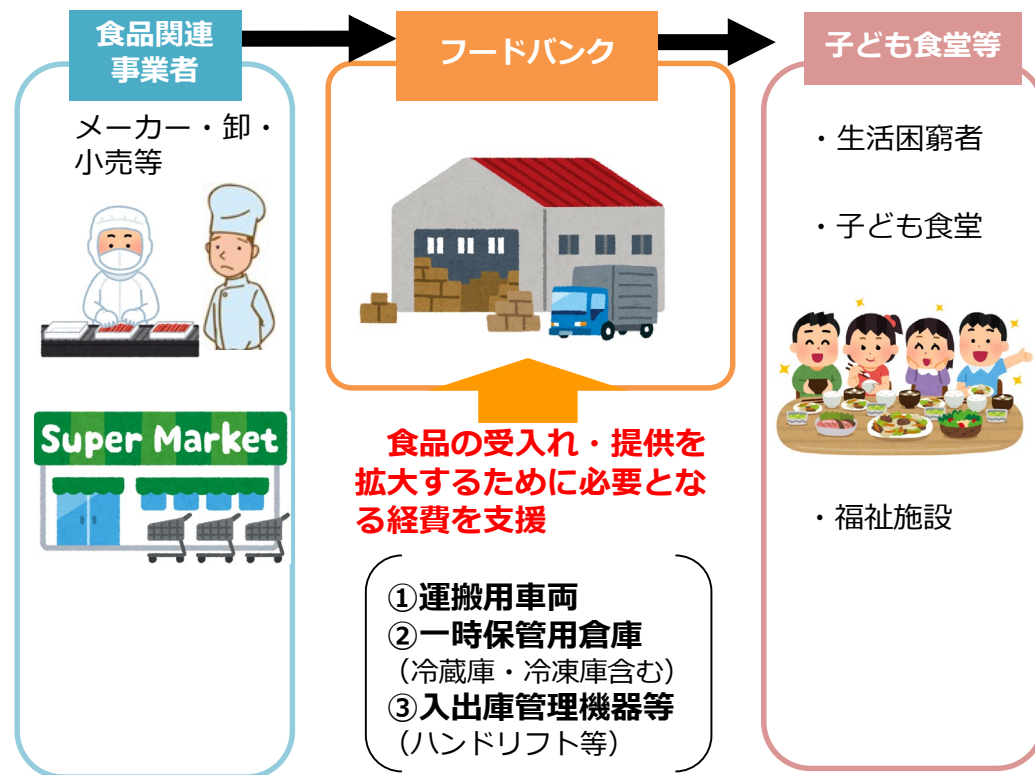 食品関連
事業者
メーカー・卸・
小売等
Super Market
フードバンク
食品の受入れ・提供を
拡大するために必要とな
る経費を支援
①運搬用車両
②一時保管用倉庫
（冷蔵庫・冷凍庫含む）
③入出庫管理機器等
（ハンドリフト等）
子ども食堂等
・生活困窮者
・子ども食堂
・福祉施設